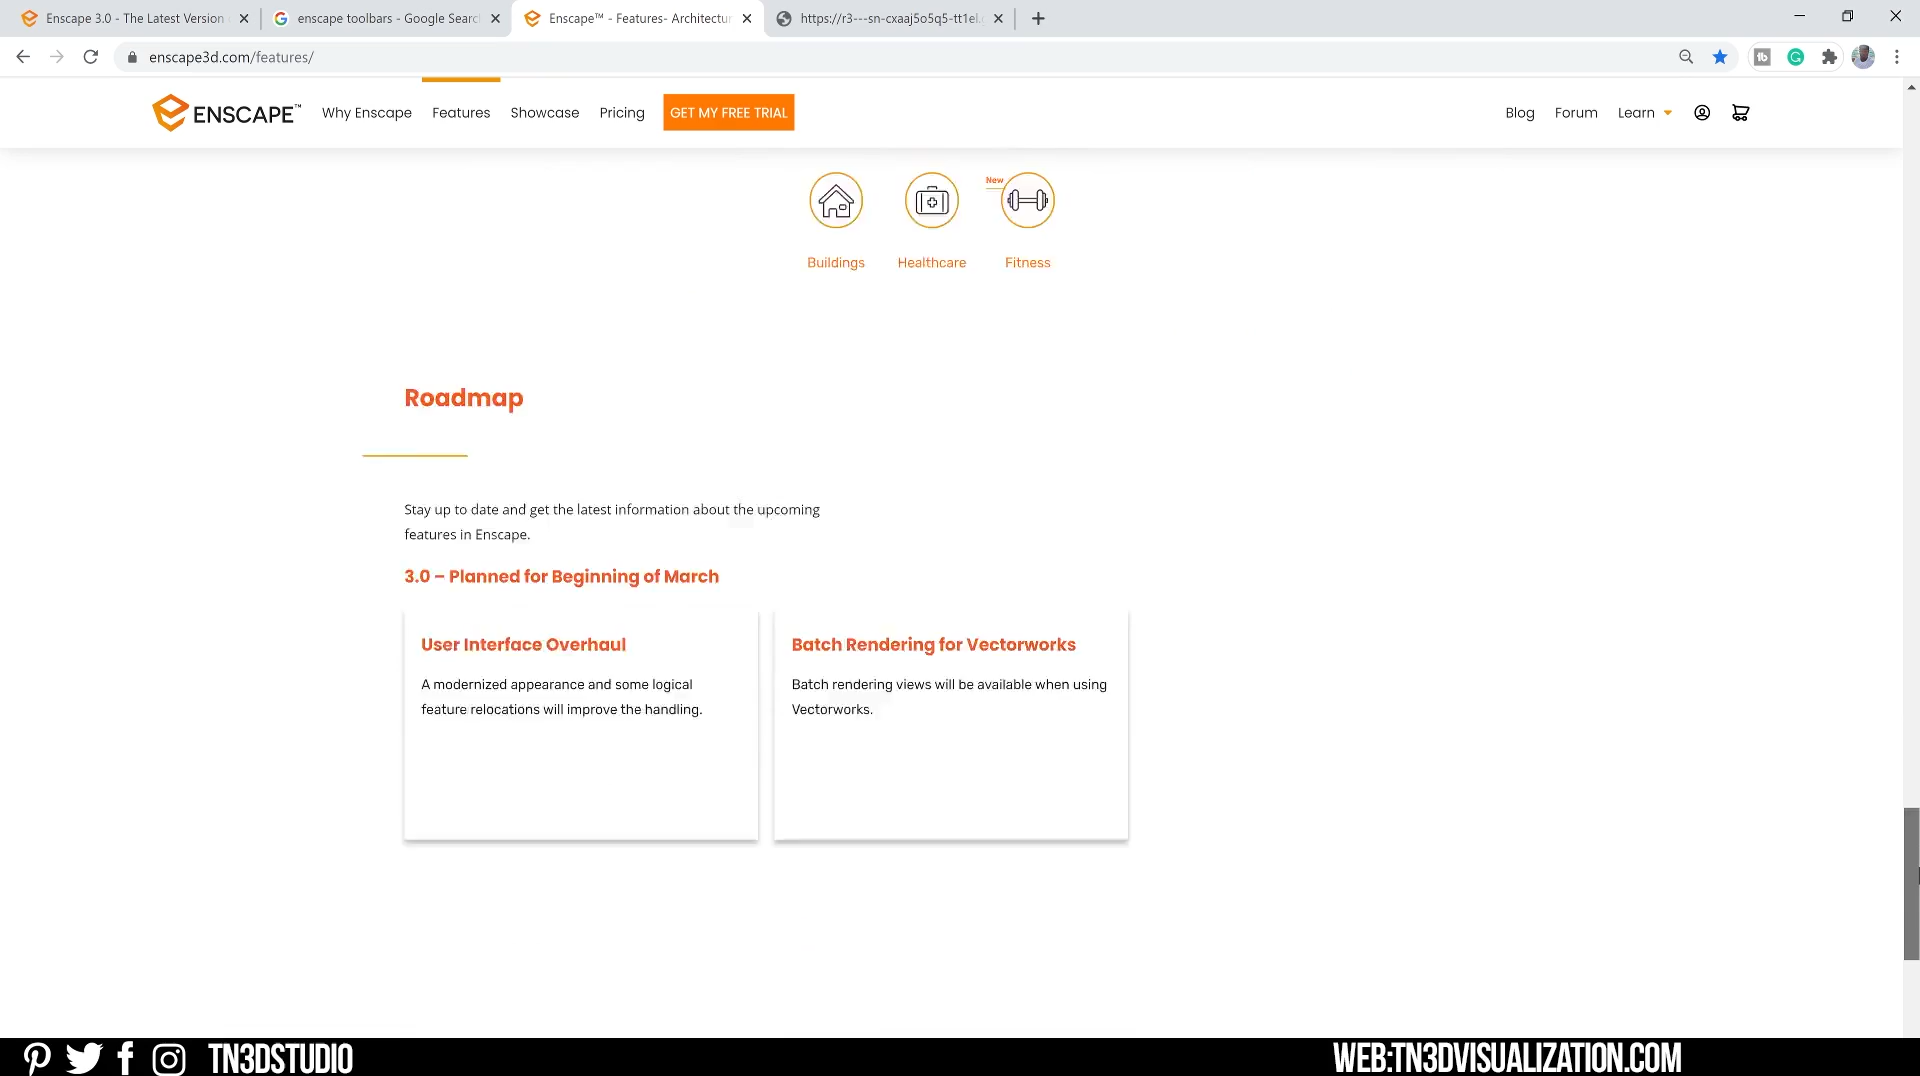 Enscape 3.0 - The Latest Version
enscape toolbars - Google Searc
Enscape™ - Features- Architectur
https://r3---sn-cxaaj5o5q5-tt1el.
enscape3d.com/features/
ENSCAPE™
Why Enscape
Features
Showcase
Pricing
GET MY FREE TRIAL
Blog
Forum
Learn
New
Buildings
Healthcare
Fitness
Roadmap
Stay up to date and get the latest information about the upcoming
features in Enscape.
3.0 – Planned for Beginning of March
User Interface Overhaul
A modernized appearance and some logical
feature relocations will improve the handling.
Batch Rendering for Vectorworks
Batch rendering views will be available when using
Vectorworks.
TN3DSTUDIO
WEB:TN3DVISUALIZATION.COM